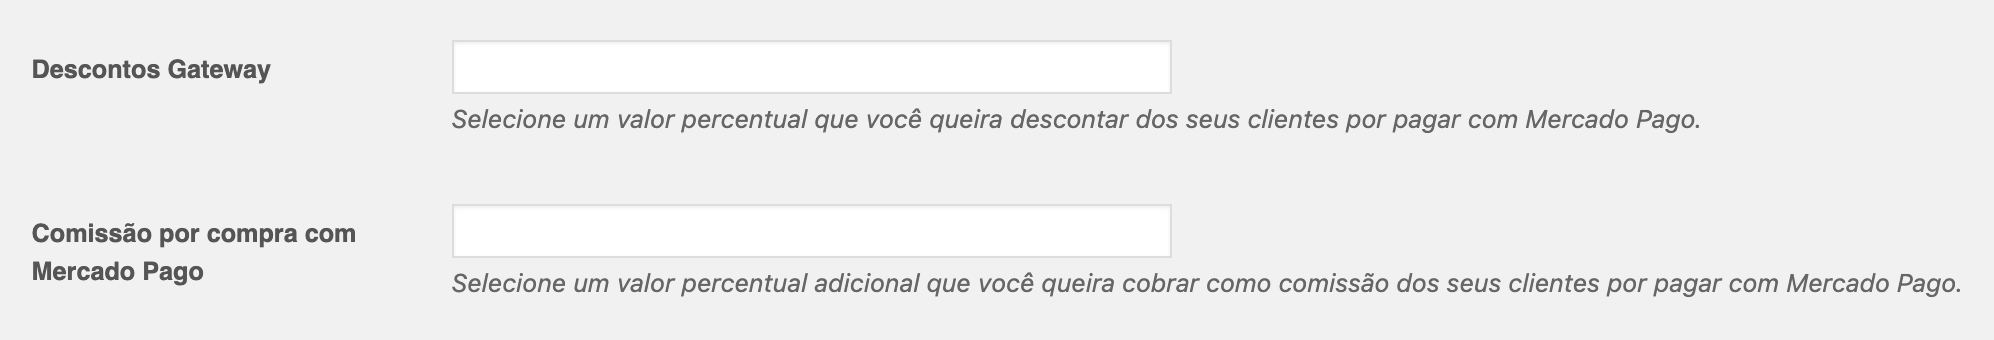 Descontos Gateway
Selecione um valor percentual que você queira descontar dos seus clientes por pagar com Mercado Pago.
Comissão por compra com
Mercado Pago
Selecione um valor percentual adicional que você queira cobrar como comissão dos seus clientes por pagar com Mercado Pago.